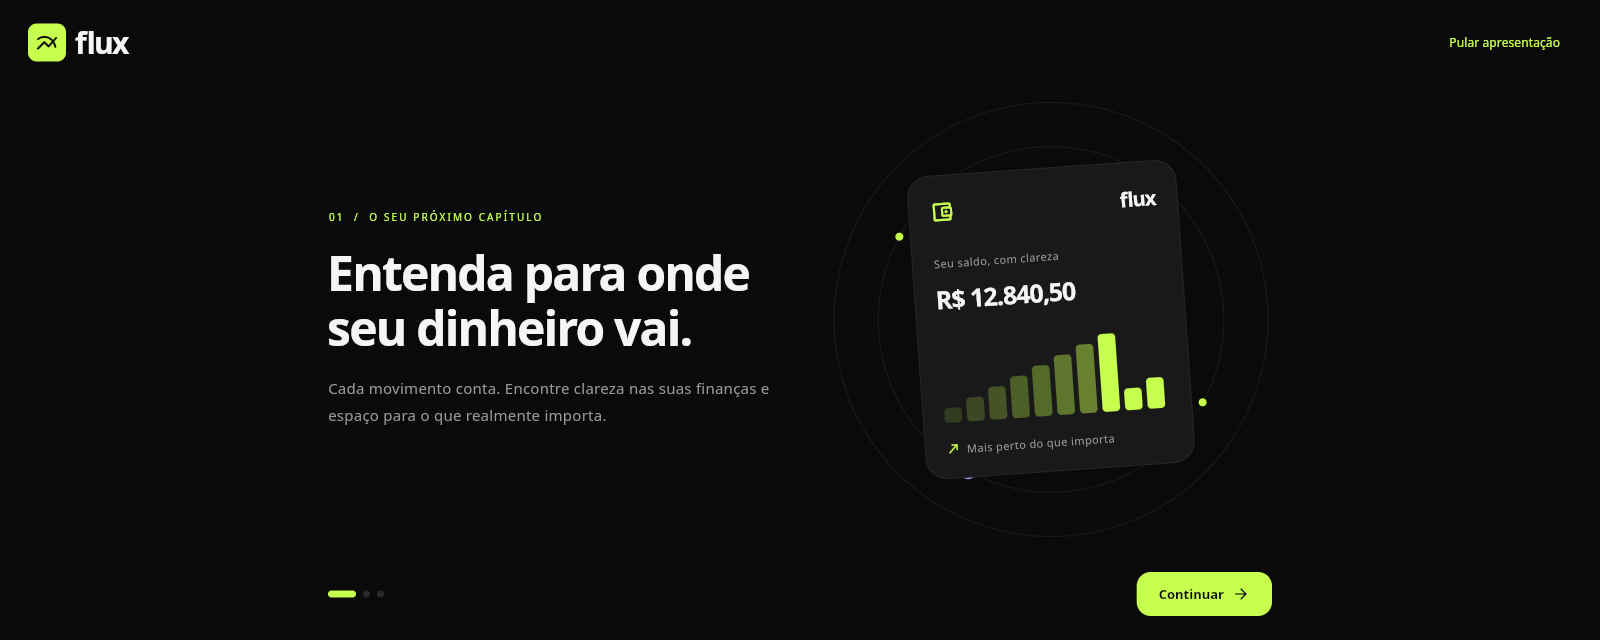 flux
Pular apresentação
01 / O SEU PRÓXIMO CAPÍTULO
Entenda para onde
seu dinheiro vai.
Cada movimento conta. Encontre clareza nas suas finanças e
espaço para o que realmente importa.
flux
Seu saldo, com clareza
R$ 12.840,50
Mais perto do que importa
Continuar